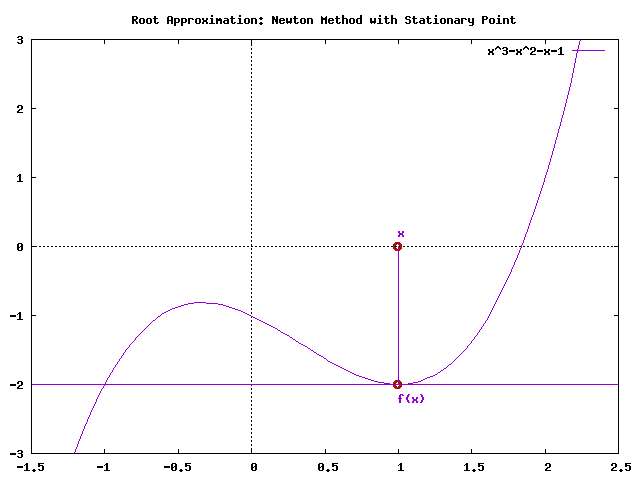 Root Approximation: Newton Method with Stationary Point
3
x^3-x^2-x-1
2
1
x
0
-1
-2
f(x)
-3
-1.5 -1 -0.5 0 0.5 1 1.5 2 2.5